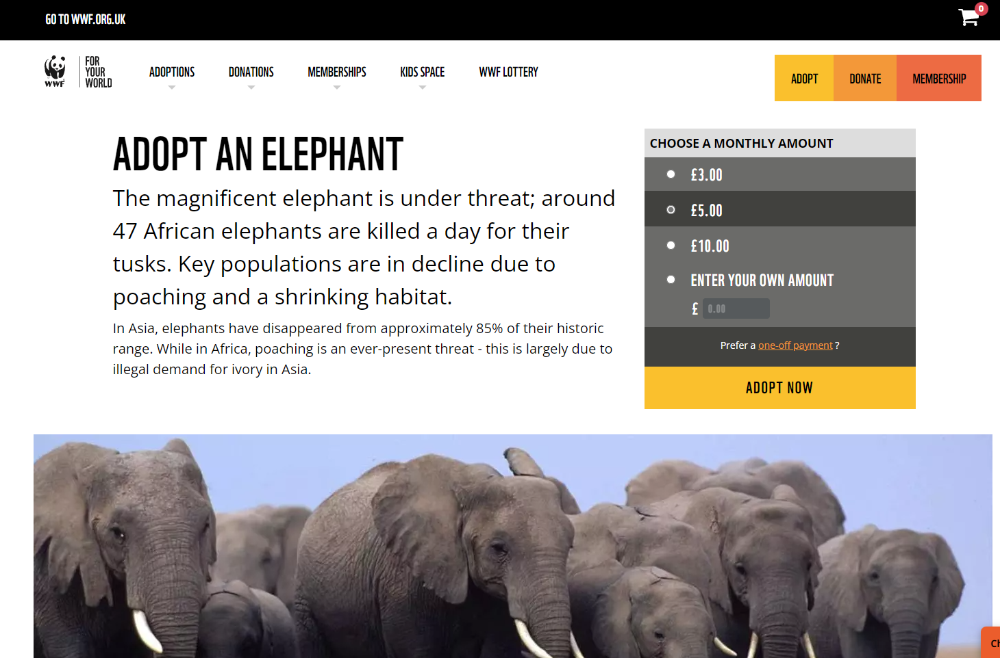 GO TO WWF.ORG.UK
0
WWF
FOR
YOUR
WORLD
ADOPTIONS
DONATIONS
MEMBERSHIPS
KIDS SPACE
WWF LOTTERY
ADOPT
DONATE
MEMBERSHIP
ADOPT AN ELEPHANT
The magnificent elephant is under threat; around
47 African elephants are killed a day for their
tusks. Key populations are in decline due to
poaching and a shrinking habitat.
In Asia, elephants have disappeared from approximately 85% of their historic
range. While in Africa, poaching is an ever-present threat - this is largely due to
illegal demand for ivory in Asia.
CHOOSE A MONTHLY AMOUNT
£3.00
£5.00
£10.00
ENTER YOUR OWN AMOUNT
£ 0.00
Prefer a one-off payment ?
ADOPT NOW